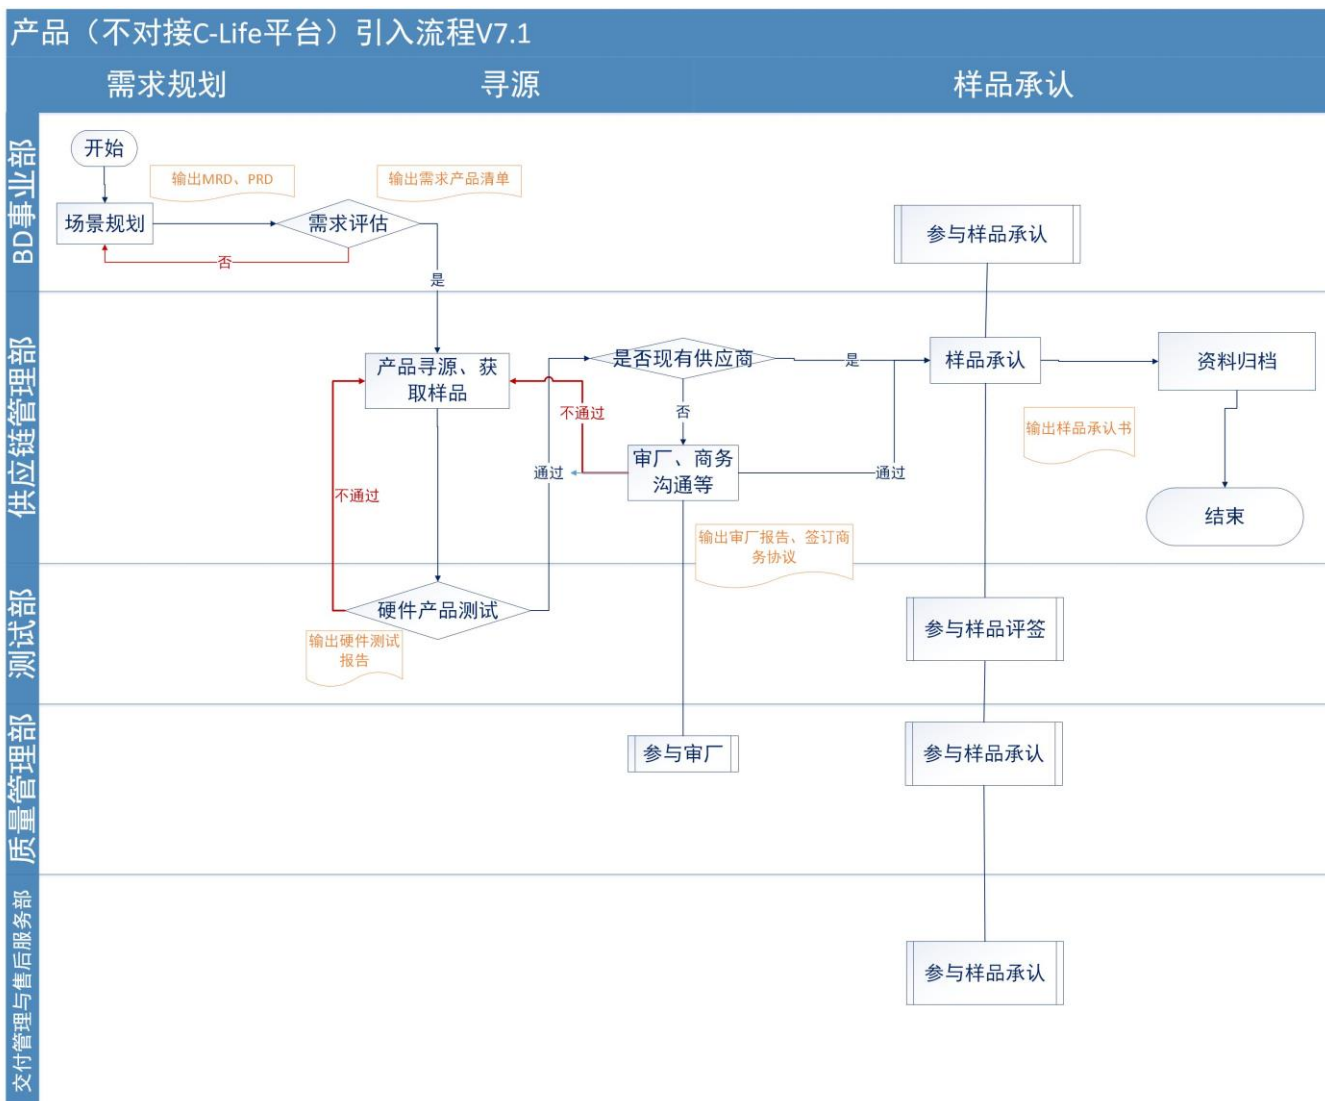 产品（不对接C-Life平台）引入流程V7.1
需求规划
寻源
样品承认
BD事业部
开始
输出MRD、PRD
输出需求产品清单
场景规划
需求评估
否
是
参与样品承认
供应链管理部
产品寻源、获
取样品
是否现有供应商
是
样品承认
资料归档
不通过
否
输出样品承认书
审厂、商务
沟通等
通过
通过
不通过
结束
输出审厂报告、签订商
务协议
测试部
硬件产品测试
输出硬件测试
报告
参与样品评签
质量管理部
参与审厂
参与样品承认
交付管理与售后服务部
参与样品承认